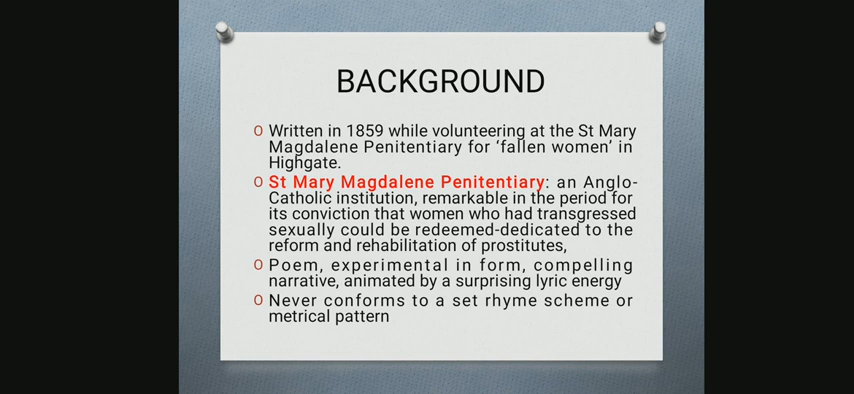 BACKGROUND
O Written in 1859 while volunteering at the St Mary
Magdalene Penitentiary for ‘fallen women’ in
Highgate.
O St Mary Magdalene Penitentiary: an Anglo-
Catholic institution, remarkable in the period for
its conviction that women who had transgressed
sexually could be redeemed-dedicated to the
reform and rehabilitation of prostitutes,
O Poem, experimental in form, compelling
narrative, animated by a surprising lyric energy
O Never conforms to a set rhyme scheme or
metrical pattern